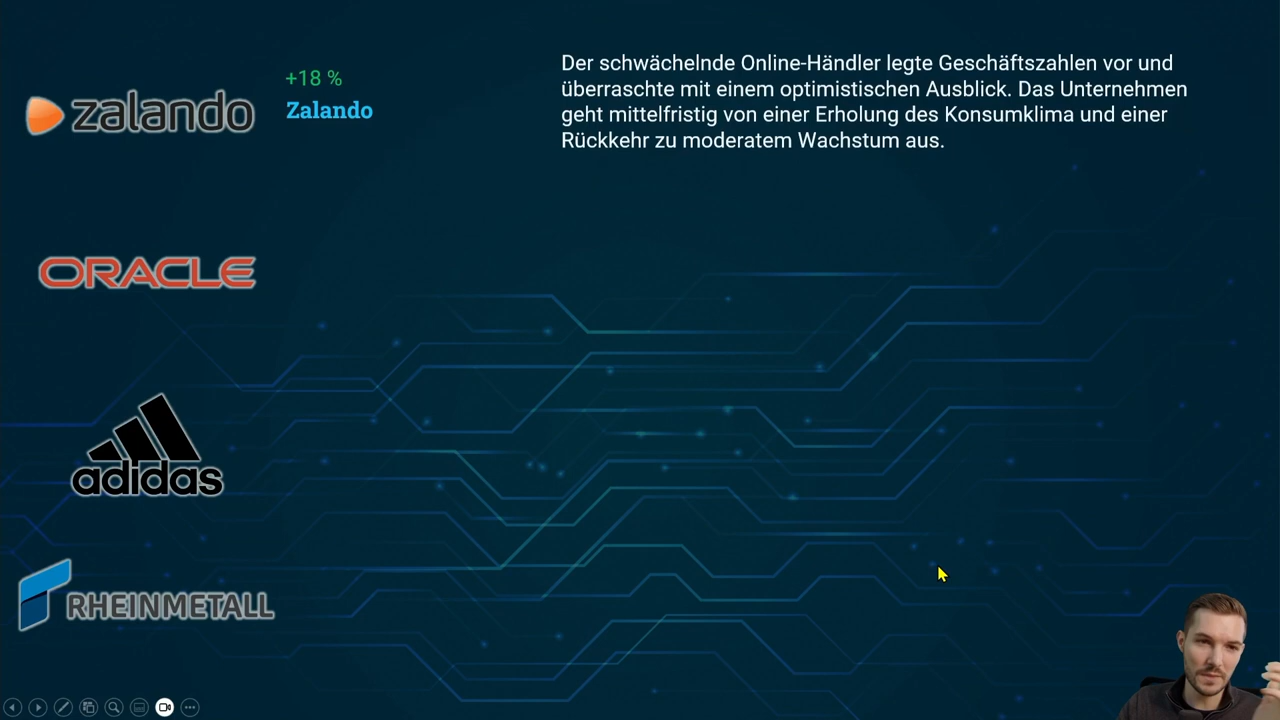 zalando
+18 %
Zalando
Der schwächelnde Online-Händler legte Geschäftszahlen vor und
überraschte mit einem optimistischen Ausblick. Das Unternehmen
geht mittelfristig von einer Erholung des Konsumklima und einer
Rückkehr zu moderatem Wachstum aus.
ORACLE
adidas
RHEINMETALL